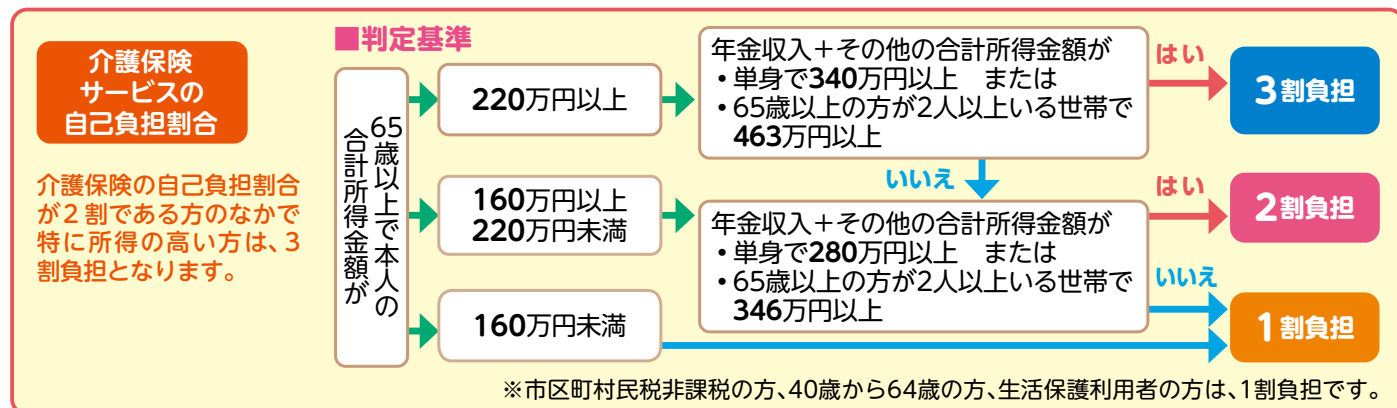 介護保険
サービスの
自己負担割合
介護保険の自己負担割合
が2割である方のなかで
特に所得の高い方は、3
割負担となります。
■判定基準
65歳以上で本人の
合計所得金額が
220万円以上
年金収入+その他の合計所得金額が
・単身で340万円以上 または
・65歳以上の方が2人以上いる世帯で
463万円以上
はい
3割負担
いいえ
160万円以上
220万円未満
年金収入+その他の合計所得金額が
・単身で280万円以上 または
・65歳以上の方が2人以上いる世帯で
346万円以上
はい
2割負担
いいえ
160万円未満
1割負担
※市区町村民税非課税の方、40歳から64歳の方、生活保護利用者の方は、1割負担です。